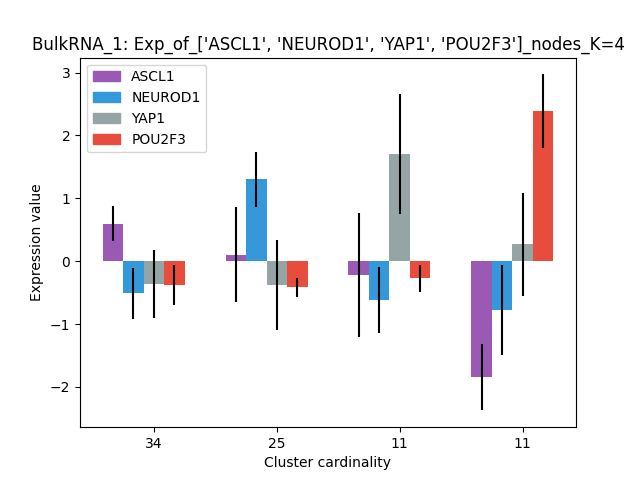 BulkRNA_1: Exp_of_['ASCL1', 'NEUROD1', 'YAP1', 'POU2F3']_nodes_K=4
ASCL1
NEUROD1
YAP1
POU2F3
3
2
1
0
−1
−2
Expression value
34
25
11
11
Cluster cardinality